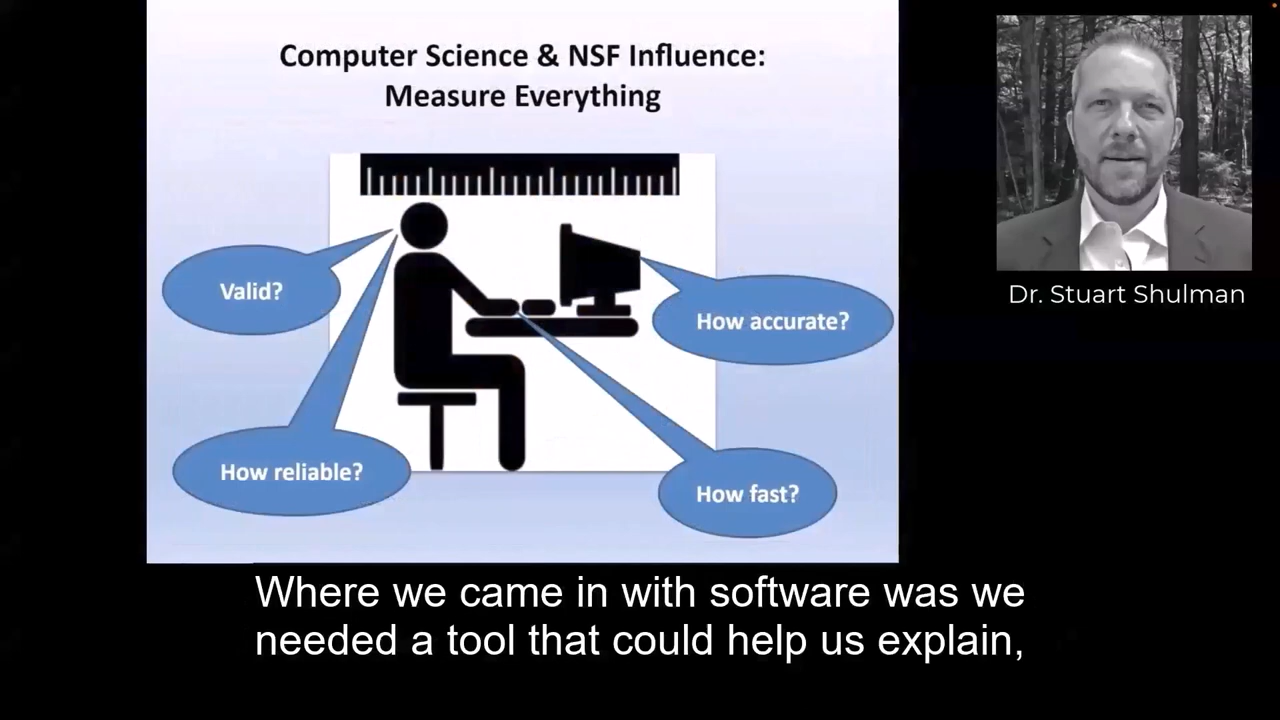 Computer Science & NSF Influence:
Measure Everything
Valid?
How accurate?
How reliable?
How fast?
Dr. Stuart Shulman
Where we came in with software was we
needed a tool that could help us explain,